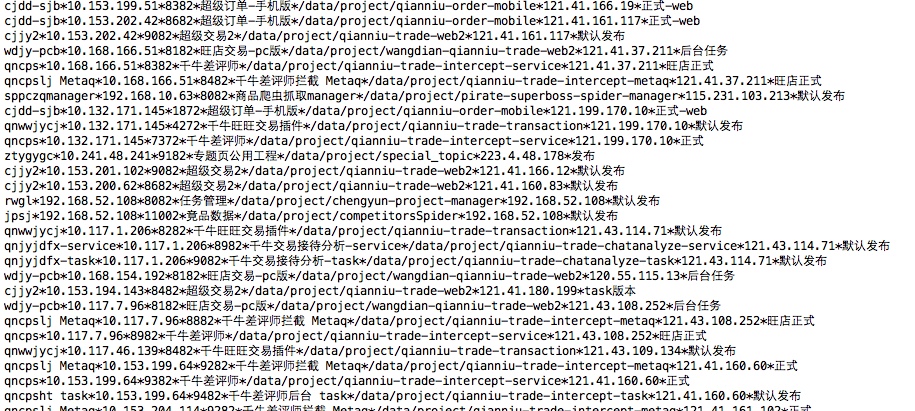 cjdd-sjb*10.153.199.51*8382*超级订单-手机版*/data/project/qianniu-order-mobile*121.41.166.19*正式-web
cjdd-sjb*10.153.202.42*8682*超级订单-手机版*/data/project/qianniu-order-mobile*121.41.161.117*正式-web
cjjy2*10.153.202.42*9082*超级交易2*/data/project/qianniu-trade-web2*121.41.161.117*默认发布
wdjy-pcb*10.168.166.51*8182*旺店交易-pc版*/data/project/wangdian-qianniu-trade-web2*121.41.37.211*后台任务
qncps*10.168.166.51*8382*千牛差评师*/data/project/qianniu-trade-intercept-service*121.41.37.211*旺店正式
qncpslj Metaq*10.168.166.51*8482*千牛差评师拦截 Metaq*/data/project/qianniu-trade-intercept-metaq*121.41.37.211*旺店正式
sppczqmanager*192.168.10.63*8082*商品爬虫抓取manager*/data/project/pirate-superboss-spider-manager*115.231.103.213*默认发布
cjdd-sjb*10.132.171.145*1872*超级订单-手机版*/data/project/qianniu-order-mobile*121.199.170.10*正式-web
qnwwjycj*10.132.171.145*4272*千牛旺旺交易插件*/data/project/qianniu-trade-transaction*121.199.170.10*默认发布
qncps*10.132.171.145*7372*千牛差评师*/data/project/qianniu-trade-intercept-service*121.199.170.10*正式
ztygygc*10.241.48.241*9182*专题页公用工程*/data/project/special_topic*223.4.48.178*发布
cjjy2*10.153.201.102*9082*超级交易2*/data/project/qianniu-trade-web2*121.41.166.12*默认发布
cjjy2*10.153.200.62*8682*超级交易2*/data/project/qianniu-trade-web2*121.41.160.83*默认发布
rwgl*192.168.52.108*8082*任务管理*/data/project/chengyun-project-manager*192.168.52.108*默认发布
jpsj*192.168.52.108*11002*竟品数据*/data/project/competitorsSpider*192.168.52.108*默认发布
qnwwjycj*10.117.1.206*8282*千牛旺旺交易插件*/data/project/qianniu-trade-transaction*121.43.114.71*默认发布
qnjyjdfx-service*10.117.1.206*8982*千牛交易接待分析-service*/data/project/qianniu-trade-chatanalyze-service*121.43.114.71*默认发布
qnjyjdfx-task*10.117.1.206*9082*千牛交易接待分析-task*/data/project/qianniu-trade-chatanalyze-task*121.43.114.71*默认发布
wdjy-pcb*10.168.154.192*8182*旺店交易-pc版*/data/project/wangdian-qianniu-trade-web2*120.55.115.13*后台任务
cjjy2*10.153.194.143*8482*超级交易2*/data/project/qianniu-trade-web2*121.41.180.199*task版本
wdjy-pcb*10.117.7.96*8182*旺店交易-pc版*/data/project/wangdian-qianniu-trade-web2*121.43.108.252*后台任务
qncpslj Metaq*10.117.7.96*8882*千牛差评师拦截 Metaq*/data/project/qianniu-trade-intercept-metaq*121.43.108.252*旺店正式
qncps*10.117.7.96*8982*千牛差评师*/data/project/qianniu-trade-intercept-service*121.43.108.252*旺店正式
qnwwjycj*10.117.46.139*8482*千牛旺旺交易插件*/data/project/qianniu-trade-transaction*121.43.109.134*默认发布
qncpslj Metaq*10.153.199.64*9282*千牛差评师拦截 Metaq*/data/project/qianniu-trade-intercept-metaq*121.41.160.60*正式
qncps*10.153.199.64*9382*千牛差评师*/data/project/qianniu-trade-intercept-service*121.41.160.60*正式
qncpsht task*10.153.199.64*9482*千牛差评师后台 task*/data/project/qianniu-trade-intercept-task*121.41.160.60*默认发布
qncpslj Metaq*10.153.204.114*9282*千牛差评师拦截 Metaq*/data/project/qianniu-trade-intercept-metaq*121.41.161.102*正式